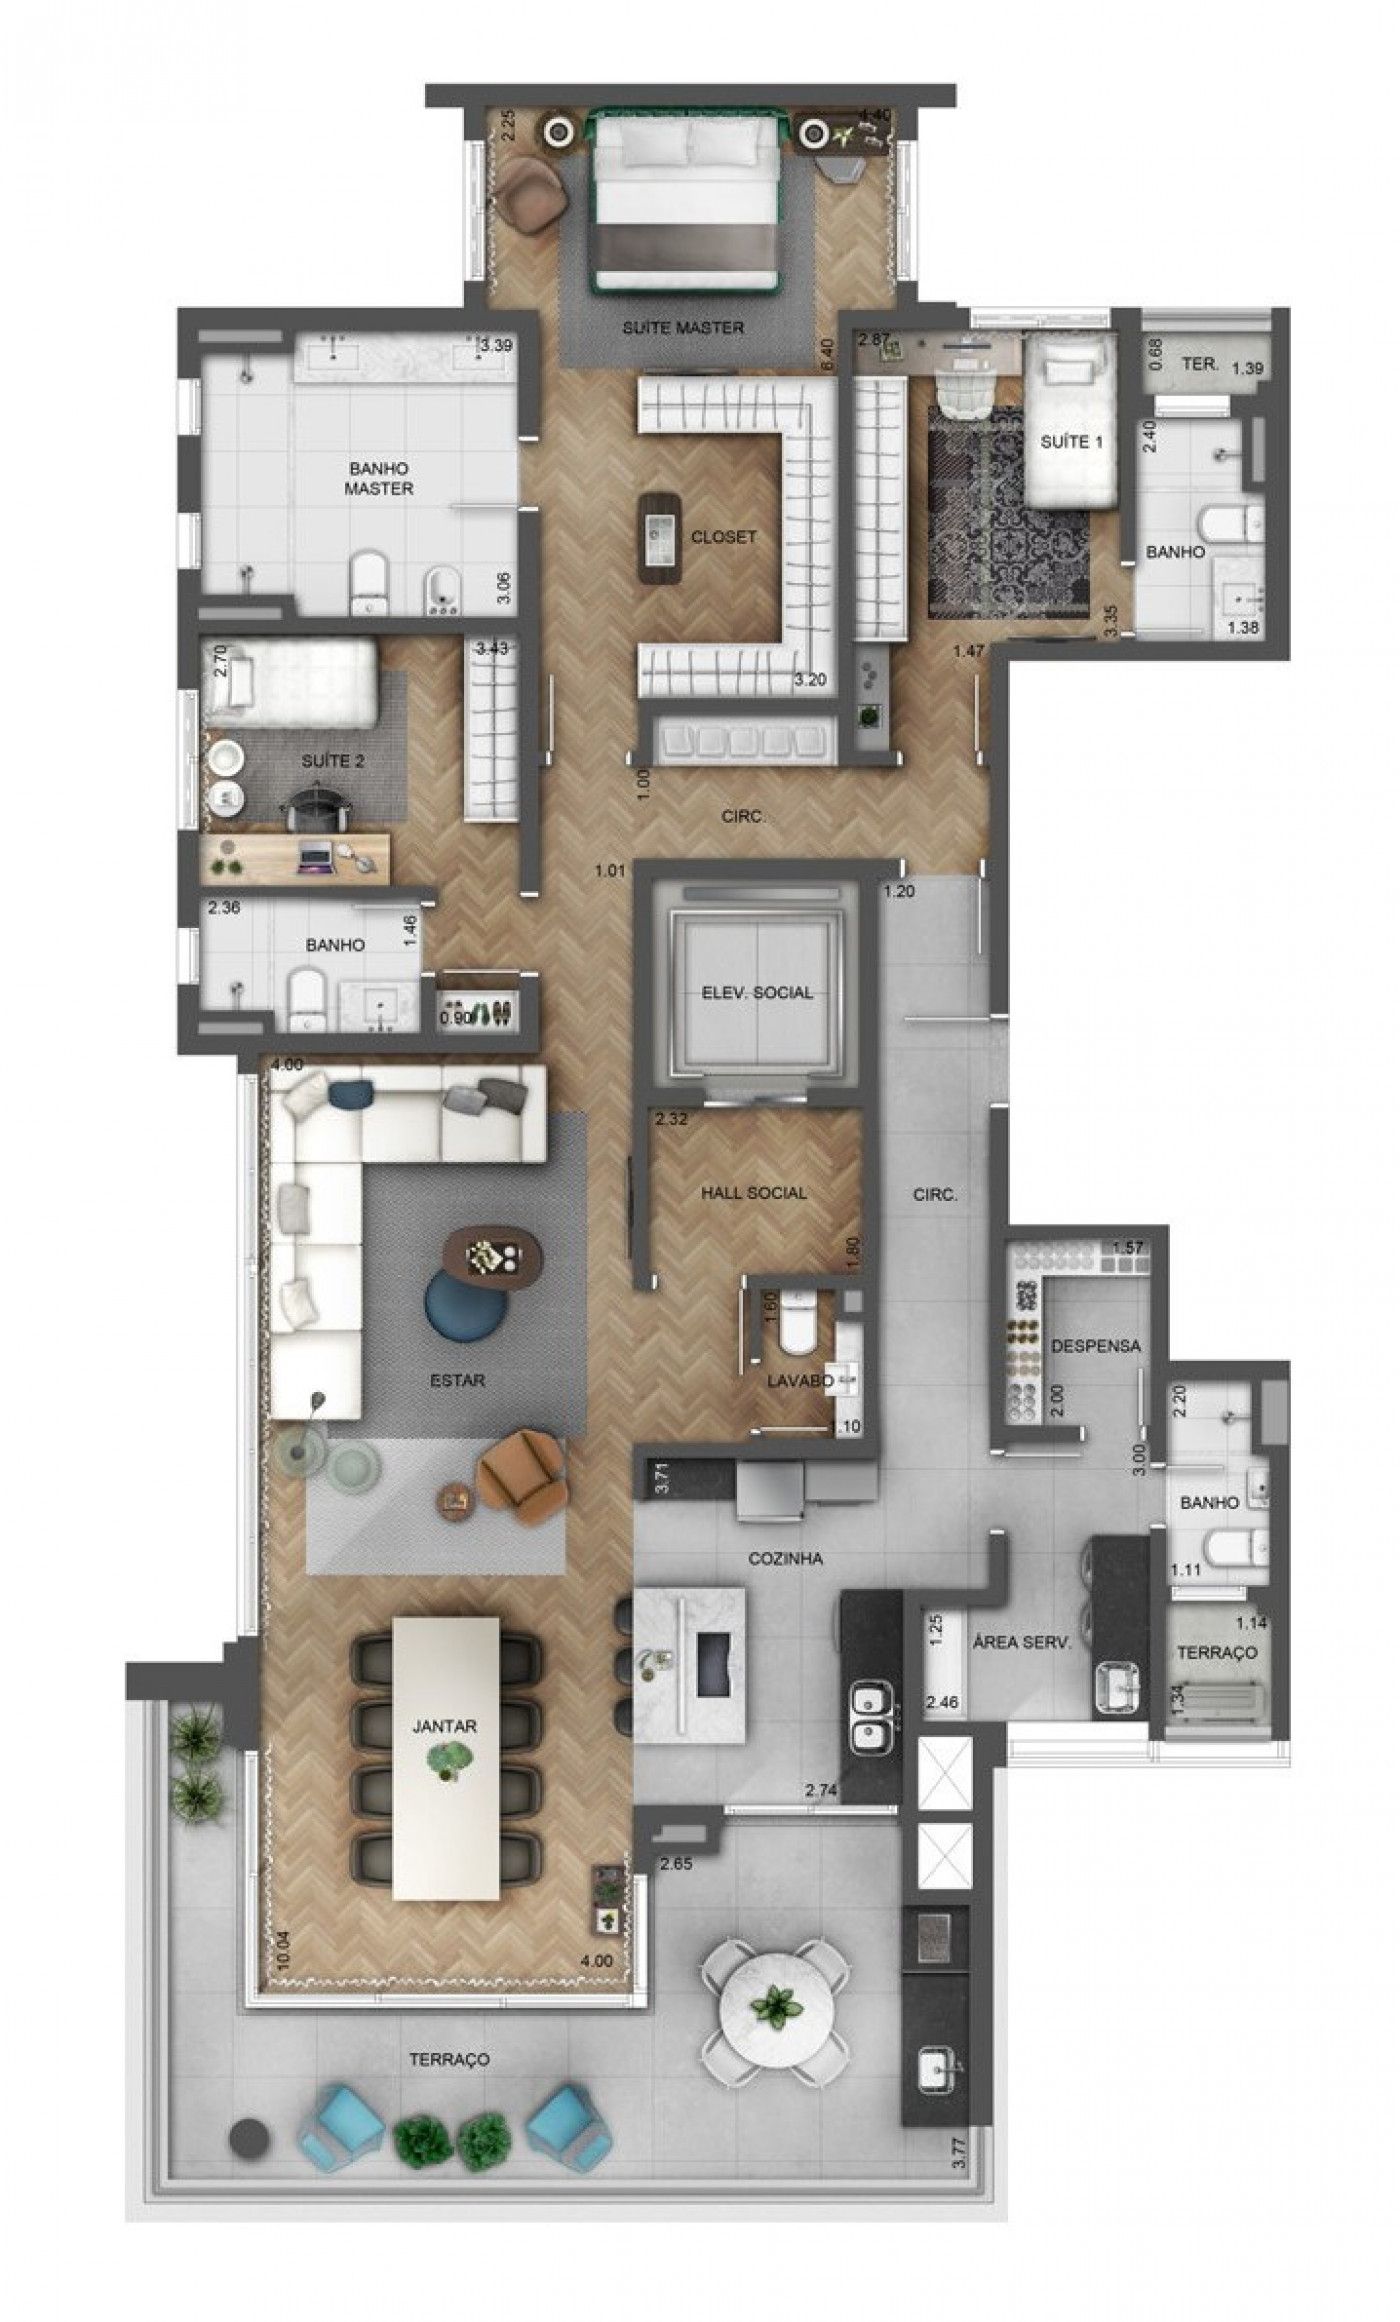 2.25
4.40
SUÍTE MASTER
6.40
3.39
BANHO
MASTER
3.06
CLOSET
3.20
2.87
SUÍTE 1
3.35
1.47
0.68
TER.
1.39
2.40
BANHO
1.38
2.70
3.43
SUÍTE 2
1.00
CIRC.
1.01
1.20
2.36
BANHO
1.46
0.90
ELEV. SOCIAL
4.00
2.32
HALL SOCIAL
1.80
CIRC.
1.57
DESPENSA
2.00
1.60
LAVABO
1.10
ESTAR
3.00
2.20
BANHO
1.11
3.71
COZINHA
1.25
ÁREA SERV.
2.46
1.14
TERRAÇO
1.34
JANTAR
2.74
2.65
10.04
4.00
TERRAÇO
3.77